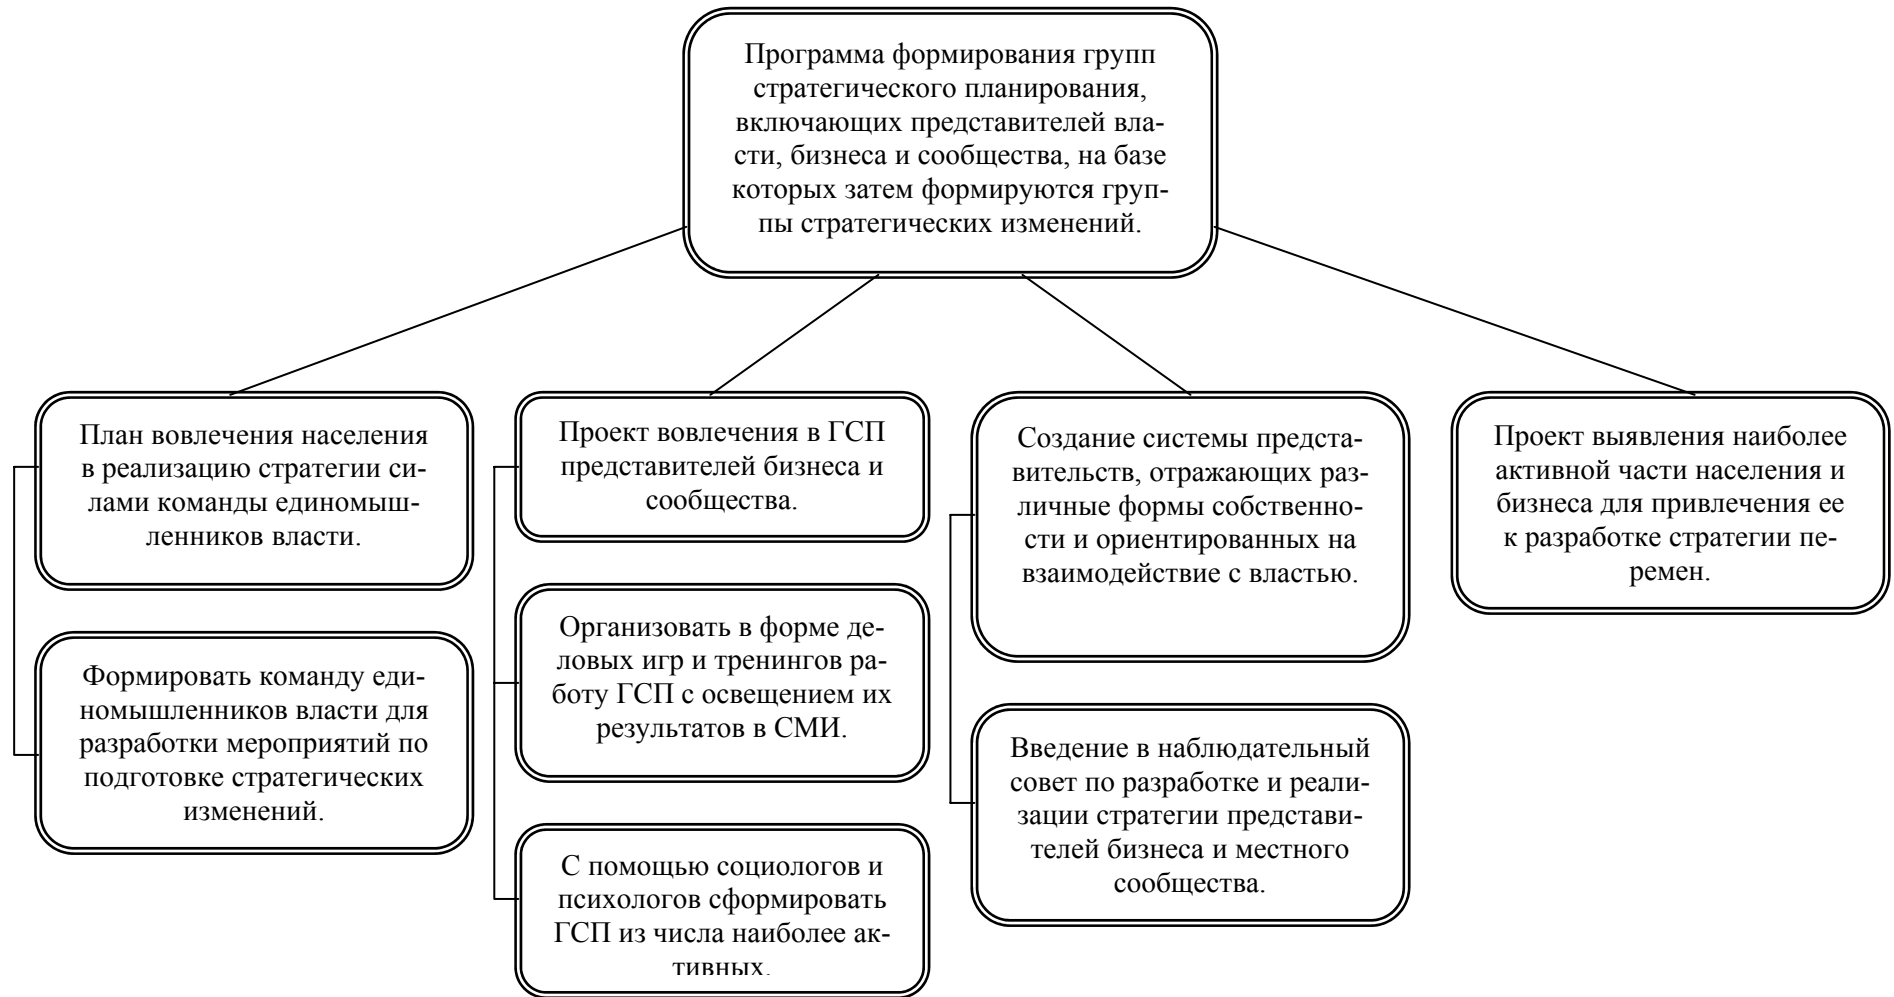 Программа формирования групп
стратегического планирования,
включающих представителей вла-
сти, бизнеса и сообщества, на базе
которых затем формируются груп-
пы стратегических изменений.
План вовлечения населения
в реализацию стратегии си-
лами команды единомыш-
ленников власти.
Формировать команду еди-
номышленников власти для
разработки мероприятий по
подготовке стратегических
изменений.
Проект вовлечения в ГСП
представителей бизнеса и
сообщества.
Организовать в форме де-
ловых игр и тренингов ра-
боту ГСП с освещением их
результатов в СМИ.
С помощью социологов и
психологов сформировать
ГСП из числа наиболее ак-
тивных.
Создание системы предста-
вительств, отражающих раз-
личные формы собственно-
сти и ориентированных на
взаимодействие с властью.
Введение в наблюдательный
совет по разработке и реали-
зации стратегии представи-
телей бизнеса и местного
сообщества.
Проект выявления наиболее
активной части населения и
бизнеса для привлечения ее
к разработке стратегии пе-
ремен.